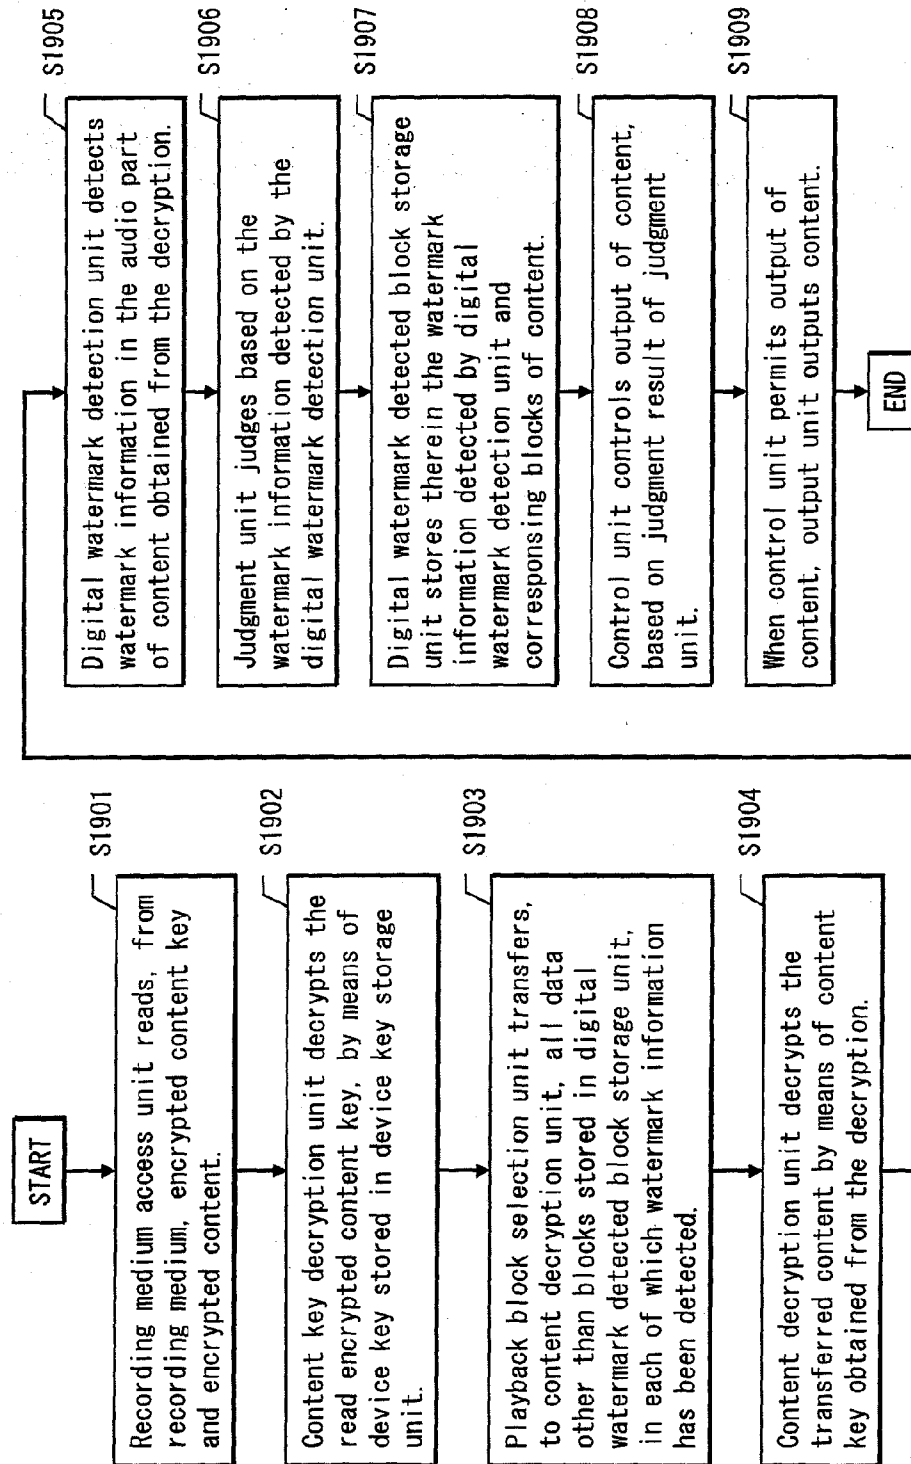 START
S1901
Recording medium access unit reads, from
recording medium, encrypted content key
and encrypted content.
S1902
Content key decryption unit decrypts the
read encrypted content key, by means of
device key stored in device key storage
unit.
S1903
Playback block selection unit transfers,
to content decryption unit, all data
other than blocks stored in digital
watermark detected block storage unit,
in each of which watermark information
has been detected.
S1904
Content decryption unit decrypts the
transferred content by means of content
key obtained from the decryption.
S1905
Digital watermark detection unit detects
watermark information in the audio part
of content obtained from the decryption.
S1906
Judgment unit judges based on the
watermark information detected by the
digital watermark detection unit.
S1907
Digital watermark detected block storage
unit stores therein the watermark
information detected by digital
watermark detection unit and
corresponsing blocks of content.
S1908
Control unit controls output of content,
based on judgment result of judgment
unit.
S1909
When control unit permits output of
content, output unit outputs content.
END